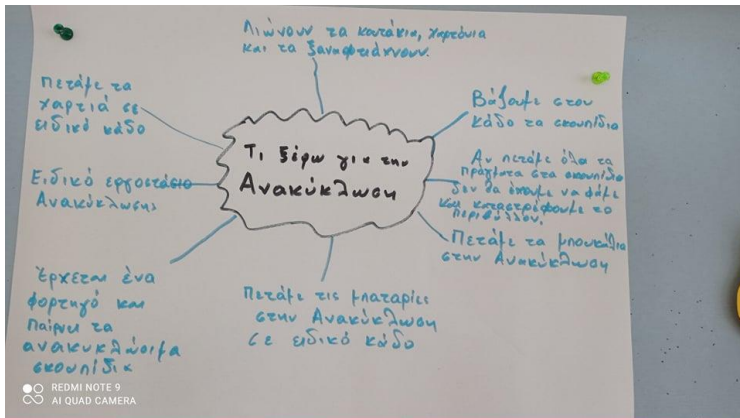 Λιώνουν τα κουτάκια, χαρτόνια
και τα ξαναφτιάχνουν.
Πετάμε τα
χαρτιά σε
ειδικό κάδο
Βάζουμε στον
κάδο τα σκουπίδια
Τι ξέρω για την
Ανακύκλωση
Ειδικό εργοστάσιο
Ανακύκλωσης
Αν πετάμε όλα τα
πράγματα στα σκουπίδια
δεν θα έχουμε να φάμε
και καταστρέφουμε το
περιβάλλον.
Πετάμε τα μπουκάλια
στην Ανακύκλωση
Έρχεται ένα
φορτηγό και
παίρνει τα
ανακυκλώσιμα
σκουπίδια
Πετάμε τις μπαταρίες
στην Ανακύκλωση
σε ειδικό κάδο
REDMI NOTE 9
AI QUAD CAMERA